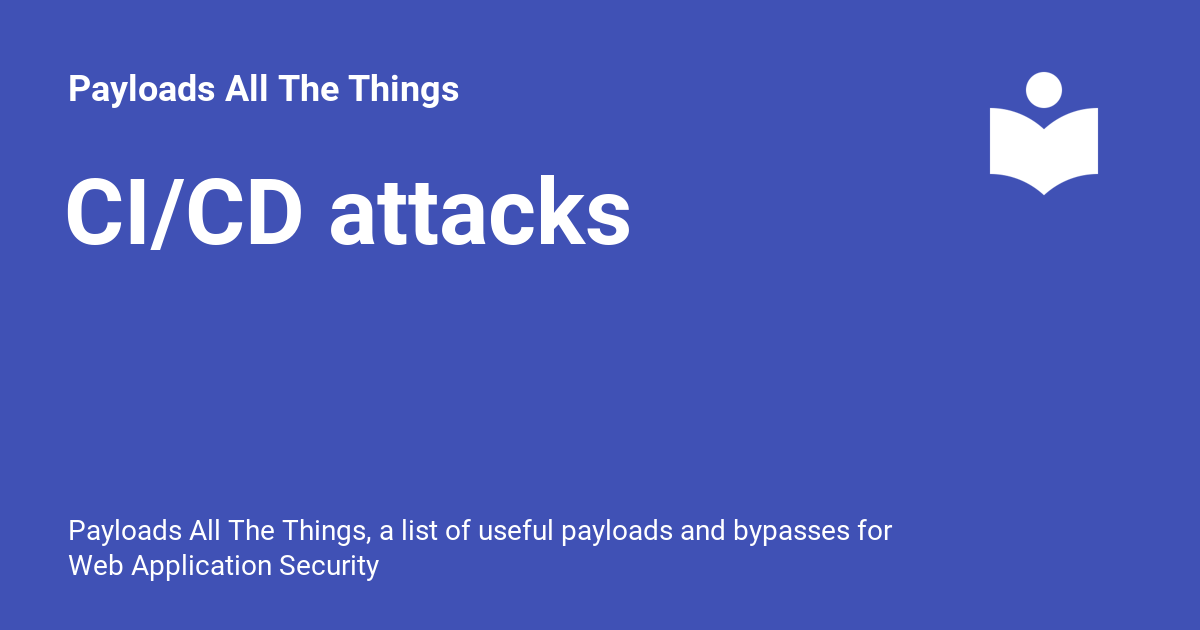 Payloads All The Things
CI/CD attacks
Payloads All The Things, a list of useful payloads and bypasses for
Web Application Security